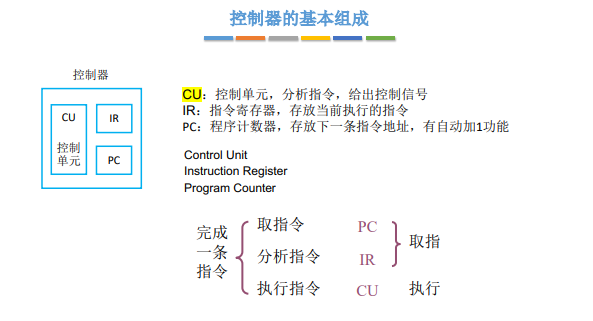 控制器的基本组成
控制器
CU
控制
单元
IR
PC
CU：控制单元，分析指令，给出控制信号
IR：指令寄存器，存放当前执行的指令
PC：程序计数器，存放下一条指令地址，有自动加1功能
Control Unit
Instruction Register
Program Counter
完成
一条
指令
取指令 PC
分析指令 IR
取指
执行指令 CU 执行